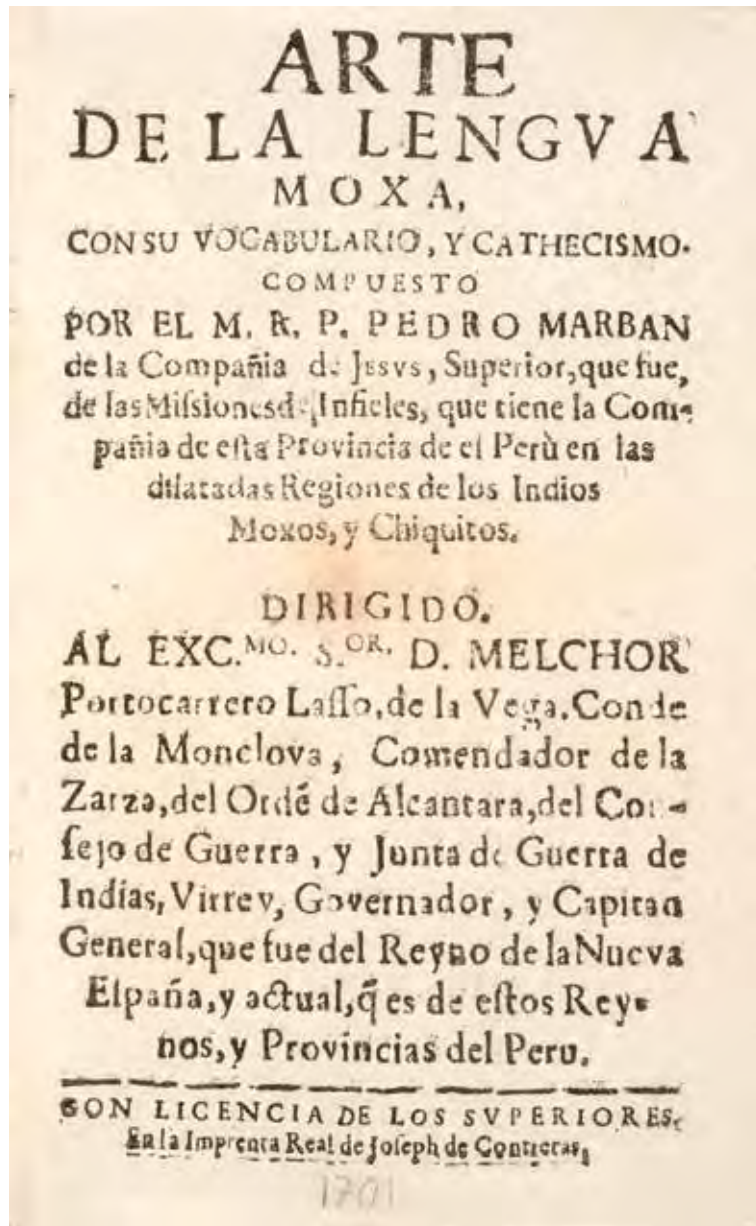 ARTE
DE LA LENGVA
MOXA,
CON SU VOCABULARIO, Y CATHECISMO.
COMPUESTO
POR EL M. R. P. PEDRO MARBAN
de la Compañia de Jesvs, Superior, que fue,
de las Missiones de Infieles, que tiene la Com-
pañia de esta Provincia de el Perù en las
dilatadas Regiones de los Indios
Moxos, y Chiquitos.
DIRIGIDO.
AL EXC.MO. S.OR. D. MELCHOR
Portocarrero Lasso, de la Vega. Conde
de la Monclova, Comendador de la
Zarza, del Ordẽ de Alcantara, del Con-
sejo de Guerra, y Junta de Guerra de
Indías, Virrey, Governador, y Capitan
General, que fue del Reyno de la Nueva
España, y actual, q̃ es de estos Rey-
nos, y Provincias del Peru.
CON LICENCIA DE LOS SVPERIORES.
En la Imprenta Real de Joseph de Contreras,
1701